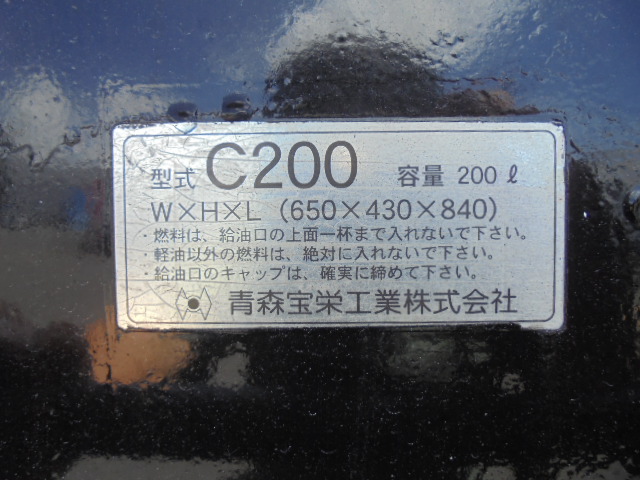 型式 C200 容量 200ℓ
W×H×L (650×430×840)
・燃料は、給油口の上面一杯まで入れないで下さい。
・軽油以外の燃料は、絶対に入れないで下さい。
・給油口のキャップは、確実に締めて下さい。
青森宝栄工業株式会社